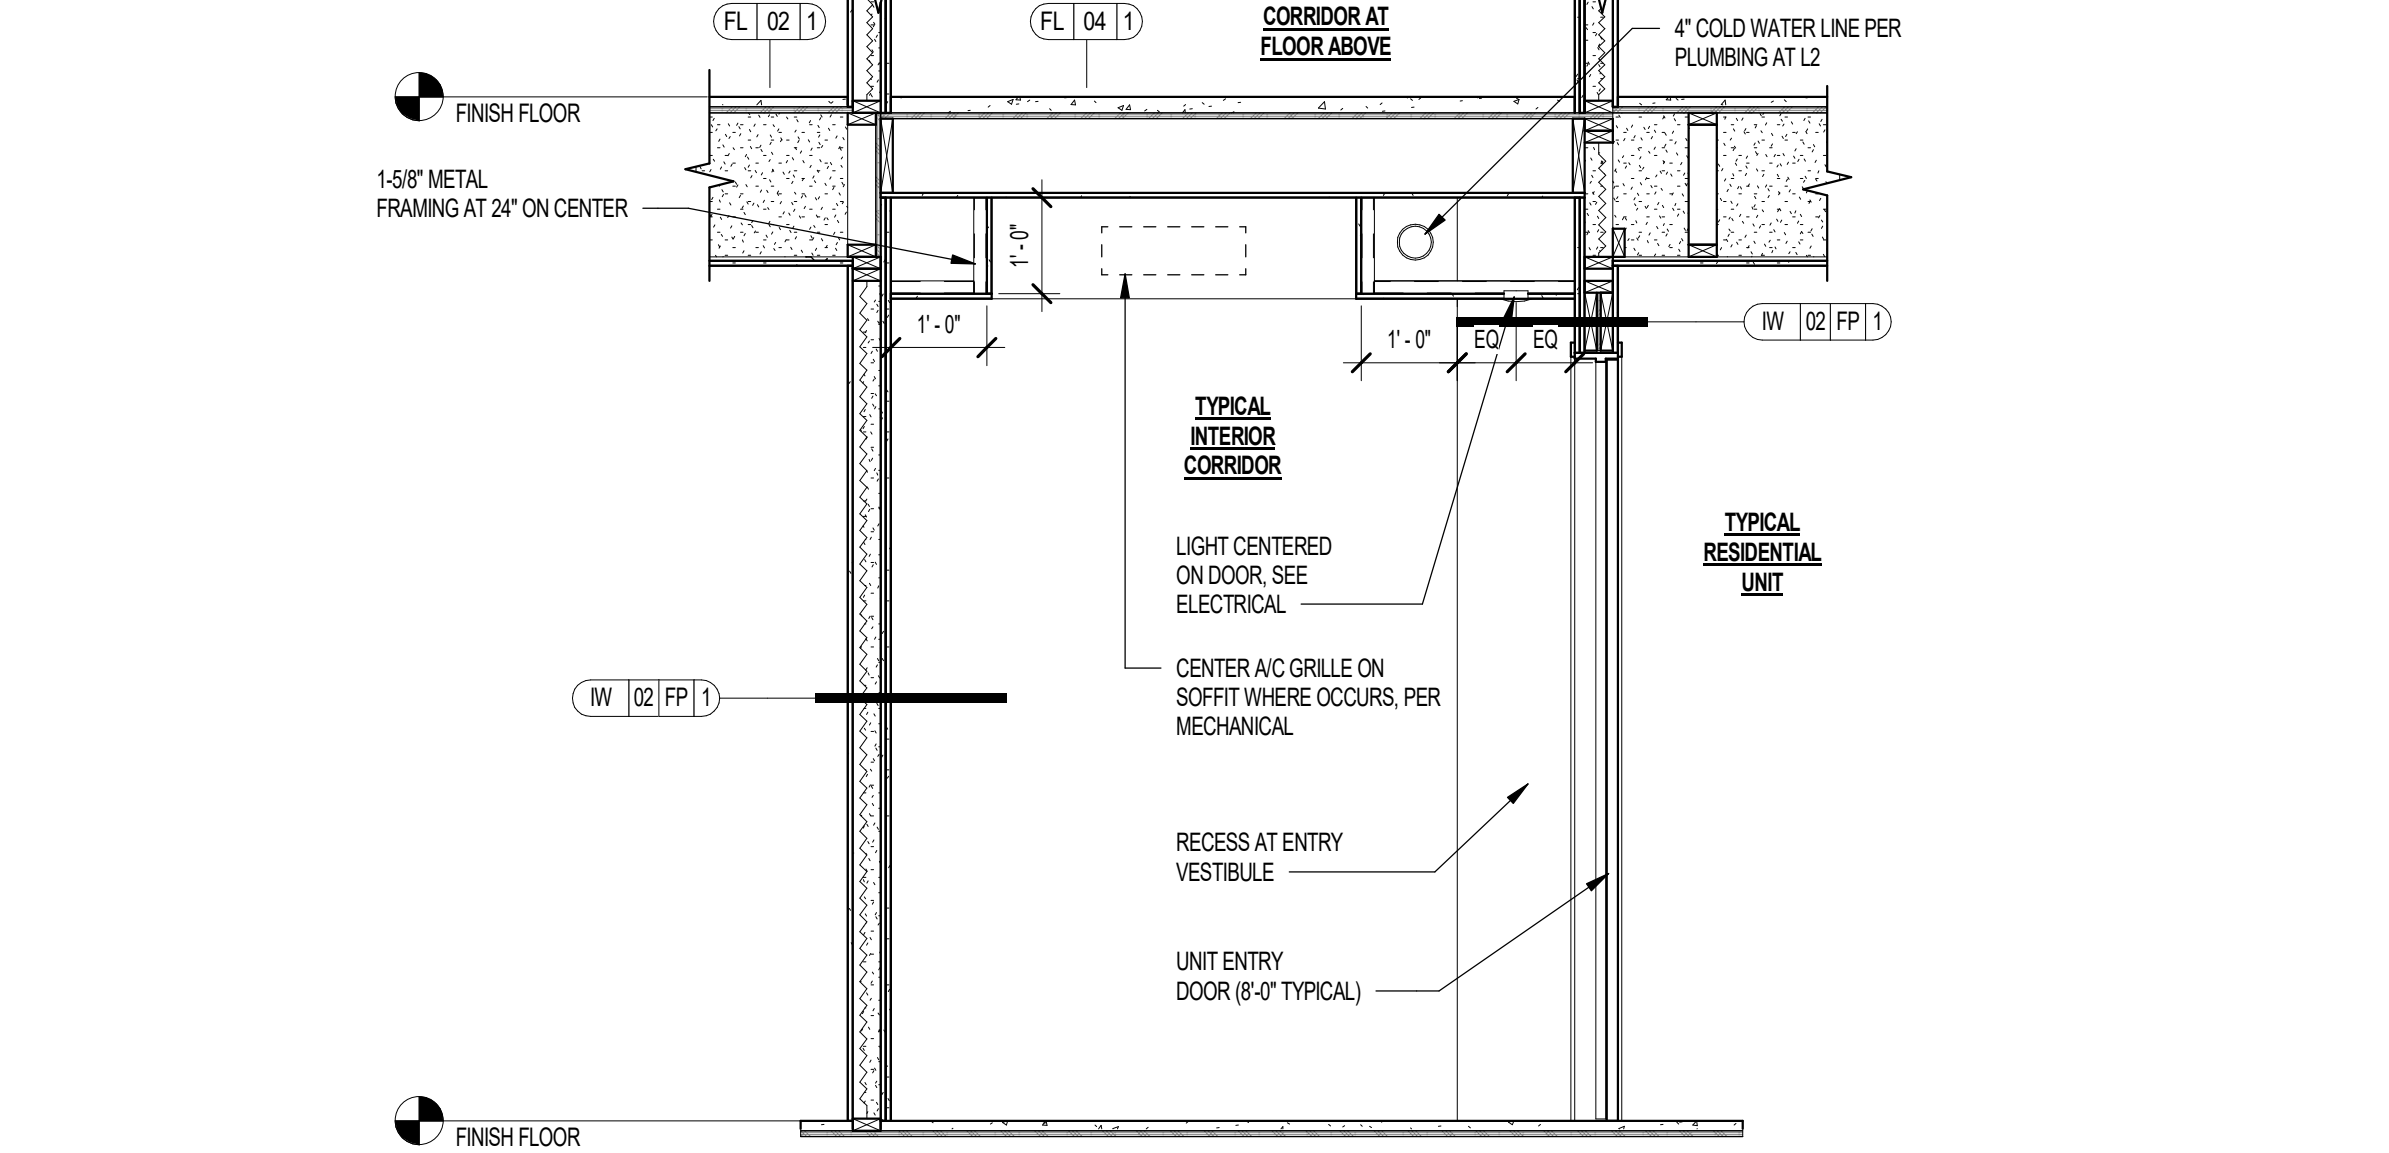 FL 02 1
FL 04 1
CORRIDOR AT
FLOOR ABOVE
4" COLD WATER LINE PER
PLUMBING AT L2
FINISH FLOOR
1-5/8" METAL
FRAMING AT 24" ON CENTER
1' - 0"
1' - 0"
1' - 0"
EQ
EQ
IW 02 FP 1
TYPICAL
INTERIOR
CORRIDOR
TYPICAL
RESIDENTIAL
UNIT
LIGHT CENTERED
ON DOOR, SEE
ELECTRICAL
CENTER A/C GRILLE ON
SOFFIT WHERE OCCURS, PER
MECHANICAL
IW 02 FP 1
RECESS AT ENTRY
VESTIBULE
UNIT ENTRY
DOOR (8'-0" TYPICAL)
FINISH FLOOR